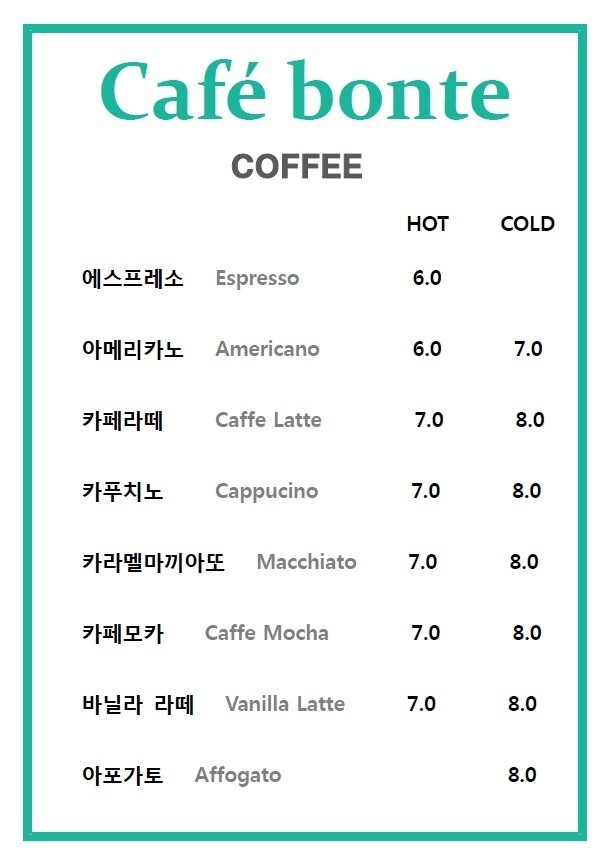 Café bonte
COFFEE
HOT COLD
에스프레소 Espresso 6.0
아메리카노 Americano 6.0 7.0
카페라떼 Caffe Latte 7.0 8.0
카푸치노 Cappucino 7.0 8.0
카라멜마끼아또 Macchiato 7.0 8.0
카페모카 Caffe Mocha 7.0 8.0
바닐라 라떼 Vanilla Latte 7.0 8.0
아포가토 Affogato 8.0